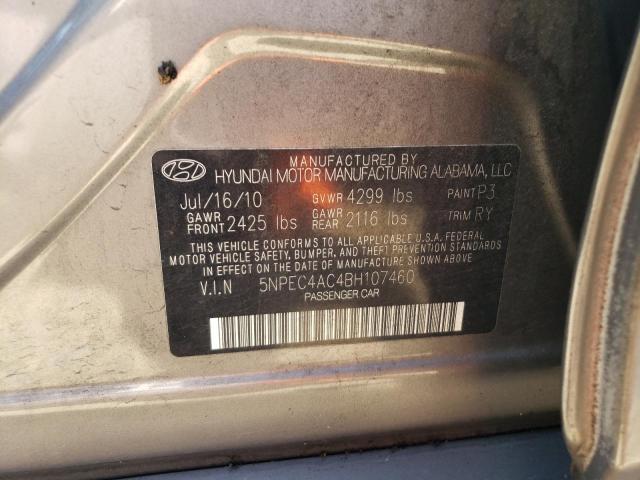 MANUFACTURED BY
HYUNDAI MOTOR MANUFACTURING ALABAMA, LLC
Jul/16/10 GVWR 4299 lbs PAINT P3
GAWR FRONT 2425 lbs GAWR REAR 2116 lbs TRIM RY
THIS VEHICLE CONFORMS TO ALL APPLICABLE U.S.A. FEDERAL
MOTOR VEHICLE SAFETY, BUMPER, AND THEFT PREVENTION STANDARDS
IN EFFECT ON THE DATE OF MANUFACTURE SHOWN ABOVE
V.I.N 5NPEC4AC4BH107460
PASSENGER CAR